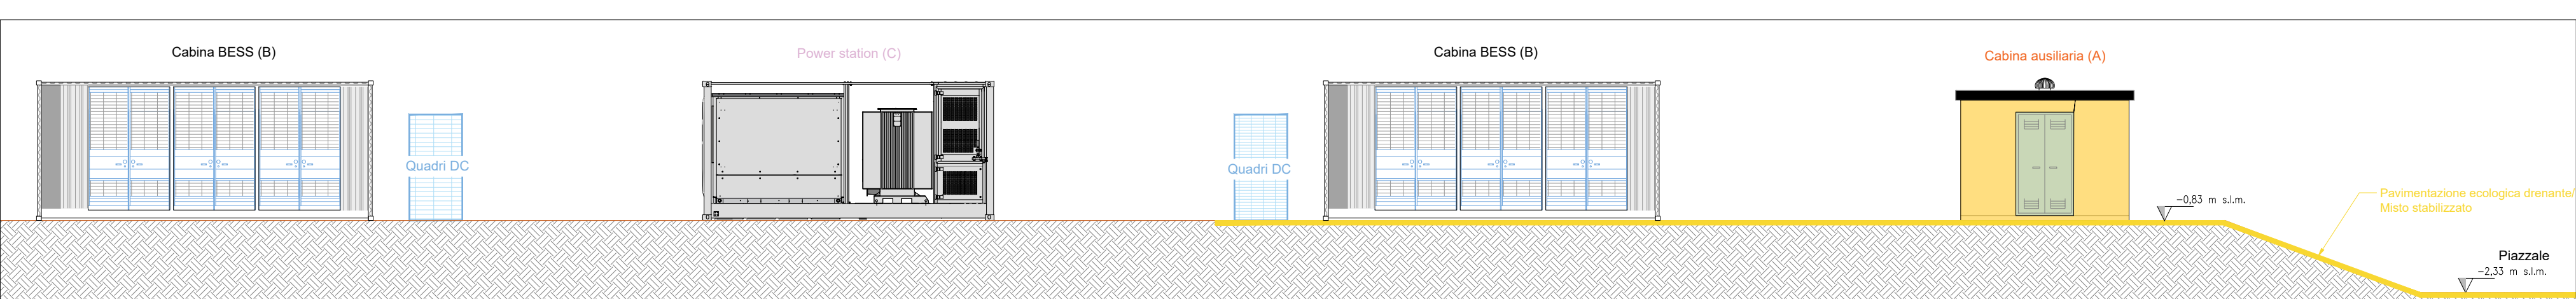 Cabina BESS (B)
Power station (C)
Cabina BESS (B)
Cabina ausiliaria (A)
Quadri DC
Quadri DC
-0,83 m s.l.m.
Pavimentazione ecologica drenante/
Misto stabilizzato
Piazzale
-2,33 m s.l.m.